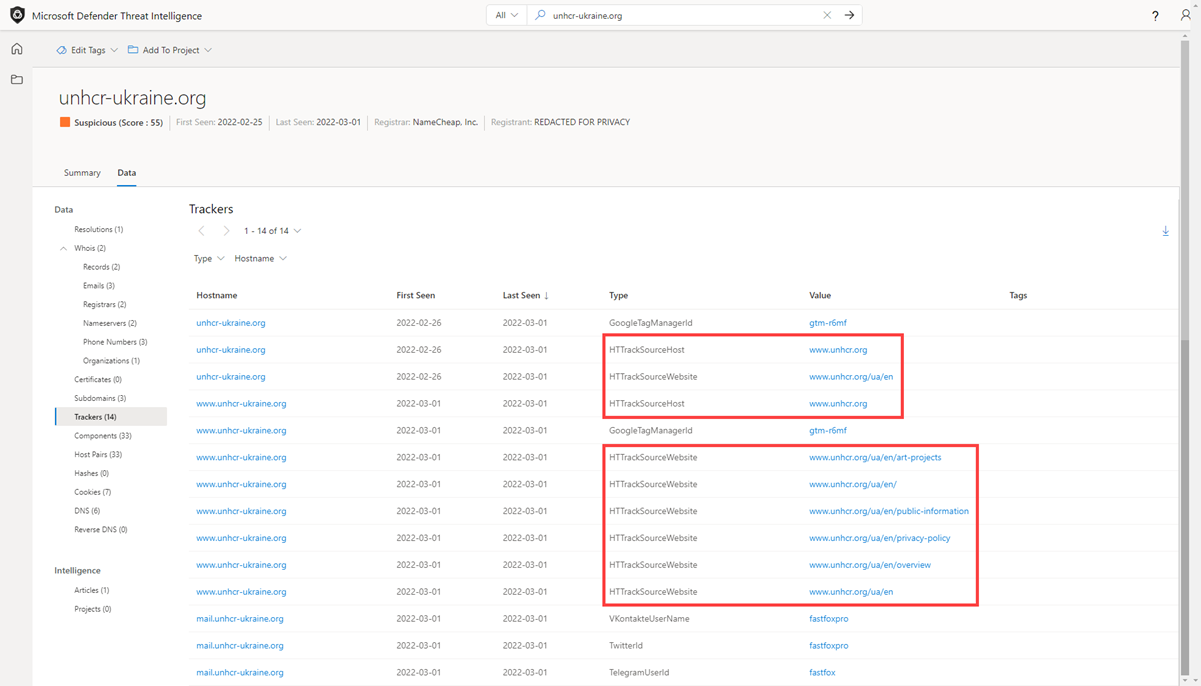 Microsoft Defender Threat Intelligence All unhcr-ukraine.org ?
Edit Tags Add To Project
unhcr-ukraine.org
Suspicious (Score : 55) First Seen: 2022-02-25 Last Seen: 2022-03-01 Registrar: NameCheap, Inc. Registrant: REDACTED FOR PRIVACY
Summary Data
Data
Resolutions (1)
Whois (2)
Records (2)
Emails (3)
Registrars (2)
Nameservers (2)
Phone Numbers (3)
Organizations (1)
Certificates (0)
Subdomains (3)
Trackers (14)
Components (33)
Host Pairs (33)
Hashes (0)
Cookies (7)
DNS (6)
Reverse DNS (0)
Intelligence
Articles (1)
Projects (0)
Trackers
1 - 14 of 14
Type Hostname
Hostname First Seen Last Seen ↓ Type Value Tags
unhcr-ukraine.org 2022-02-26 2022-03-01 GoogleTagManagerId gtm-r6mf
unhcr-ukraine.org 2022-02-26 2022-03-01 HTTrackSourceHost www.unhcr.org
unhcr-ukraine.org 2022-02-26 2022-03-01 HTTrackSourceWebsite www.unhcr.org/ua/en
www.unhcr-ukraine.org 2022-03-01 2022-03-01 HTTrackSourceHost www.unhcr.org
www.unhcr-ukraine.org 2022-03-01 2022-03-01 GoogleTagManagerId gtm-r6mf
www.unhcr-ukraine.org 2022-03-01 2022-03-01 HTTrackSourceWebsite www.unhcr.org/ua/en/art-projects
www.unhcr-ukraine.org 2022-03-01 2022-03-01 HTTrackSourceWebsite www.unhcr.org/ua/en/
www.unhcr-ukraine.org 2022-03-01 2022-03-01 HTTrackSourceWebsite www.unhcr.org/ua/en/public-information
www.unhcr-ukraine.org 2022-03-01 2022-03-01 HTTrackSourceWebsite www.unhcr.org/ua/en/privacy-policy
www.unhcr-ukraine.org 2022-03-01 2022-03-01 HTTrackSourceWebsite www.unhcr.org/ua/en/overview
www.unhcr-ukraine.org 2022-03-01 2022-03-01 HTTrackSourceWebsite www.unhcr.org/ua/en
mail.unhcr-ukraine.org 2022-03-01 2022-03-01 VKontakteUserName fastfoxpro
mail.unhcr-ukraine.org 2022-03-01 2022-03-01 TwitterId fastfoxpro
mail.unhcr-ukraine.org 2022-03-01 2022-03-01 TelegramUserId fastfox